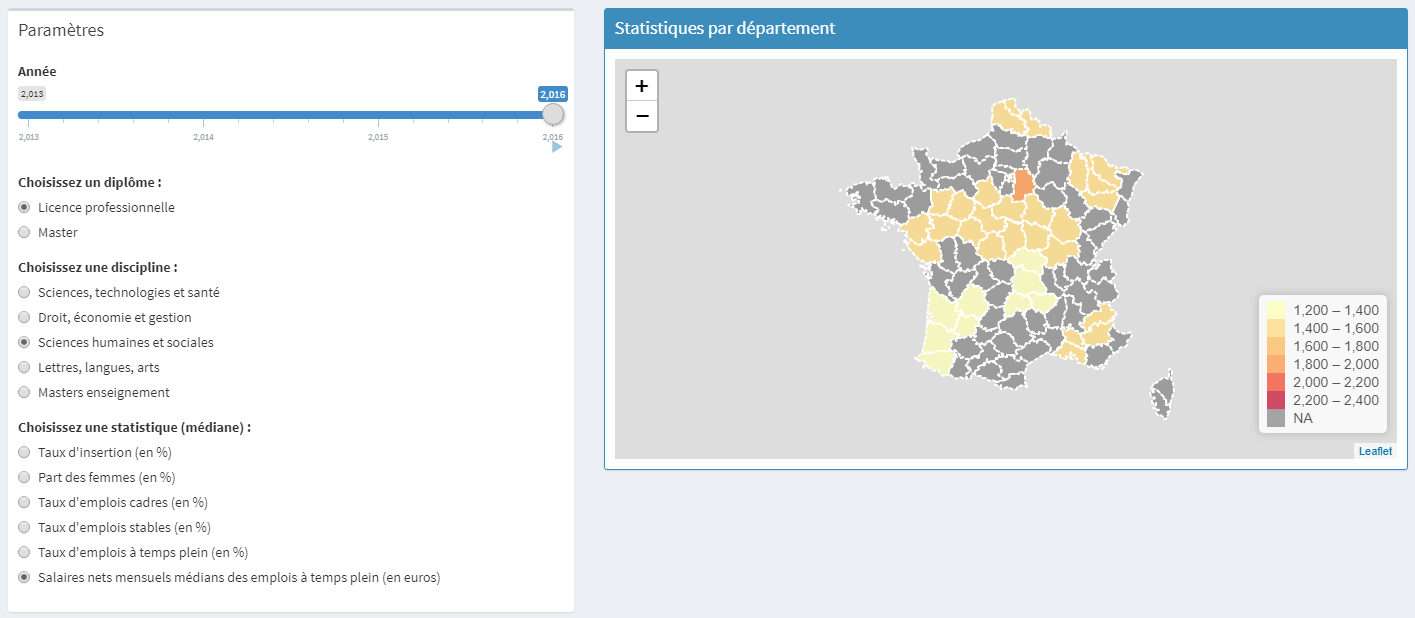 Paramètres
Année
2,013
2,016
2,013
2,014
2,015
2,016
Choisissez un diplôme :
Licence professionnelle
Master
Choisissez une discipline :
Sciences, technologies et santé
Droit, économie et gestion
Sciences humaines et sociales
Lettres, langues, arts
Masters enseignement
Choisissez une statistique (médiane) :
Taux d'insertion (en %)
Part des femmes (en %)
Taux d'emplois cadres (en %)
Taux d'emplois stables (en %)
Taux d'emplois à temps plein (en %)
Salaires nets mensuels médians des emplois à temps plein (en euros)
Statistiques par département
+
−
1,200 – 1,400
1,400 – 1,600
1,600 – 1,800
1,800 – 2,000
2,000 – 2,200
2,200 – 2,400
NA
Leaflet